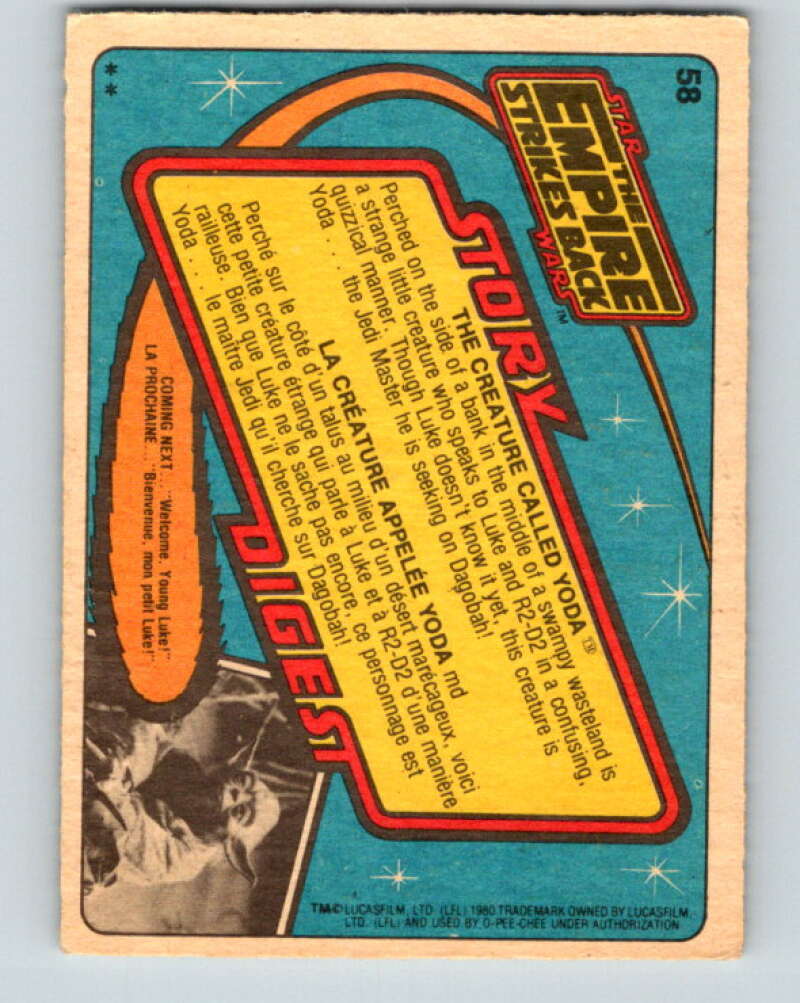 58
STAR
THE
EMPIRE
STRIKES BACK
WARS
TM
STORY
THE CREATURE CALLED YODA TM
Perched on the side of a bank in the middle of a swampy wasteland is
a strange little creature who speaks to Luke and R2-D2 in a confusing,
quizzical manner. Though Luke doesn't know it yet, this creature is
Yoda . . . the Jedi Master he is seeking on Dagobah!
LA CRÉATURE APPELÉE YODA md
Perché sur le côté d'un talus au milieu d'un désert marécageux, voici
cette petite créature étrange qui parle à Luke et à R2-D2 d'une manière
railleuse. Bien que Luke ne le sache pas encore, ce personnage est
Yoda . . . le maître Jedi qu'il cherche sur Dagobah!
DIGEST
COMING NEXT... "Welcome, Young Luke!"
LA PROCHAINE... "Bienvenue, mon petit Luke!"
TM© LUCASFILM, LTD. (LFL) 1980 TRADEMARK OWNED BY LUCASFILM,
LTD. (LFL) AND USED BY O-PEE-CHEE UNDER AUTHORIZATION
**